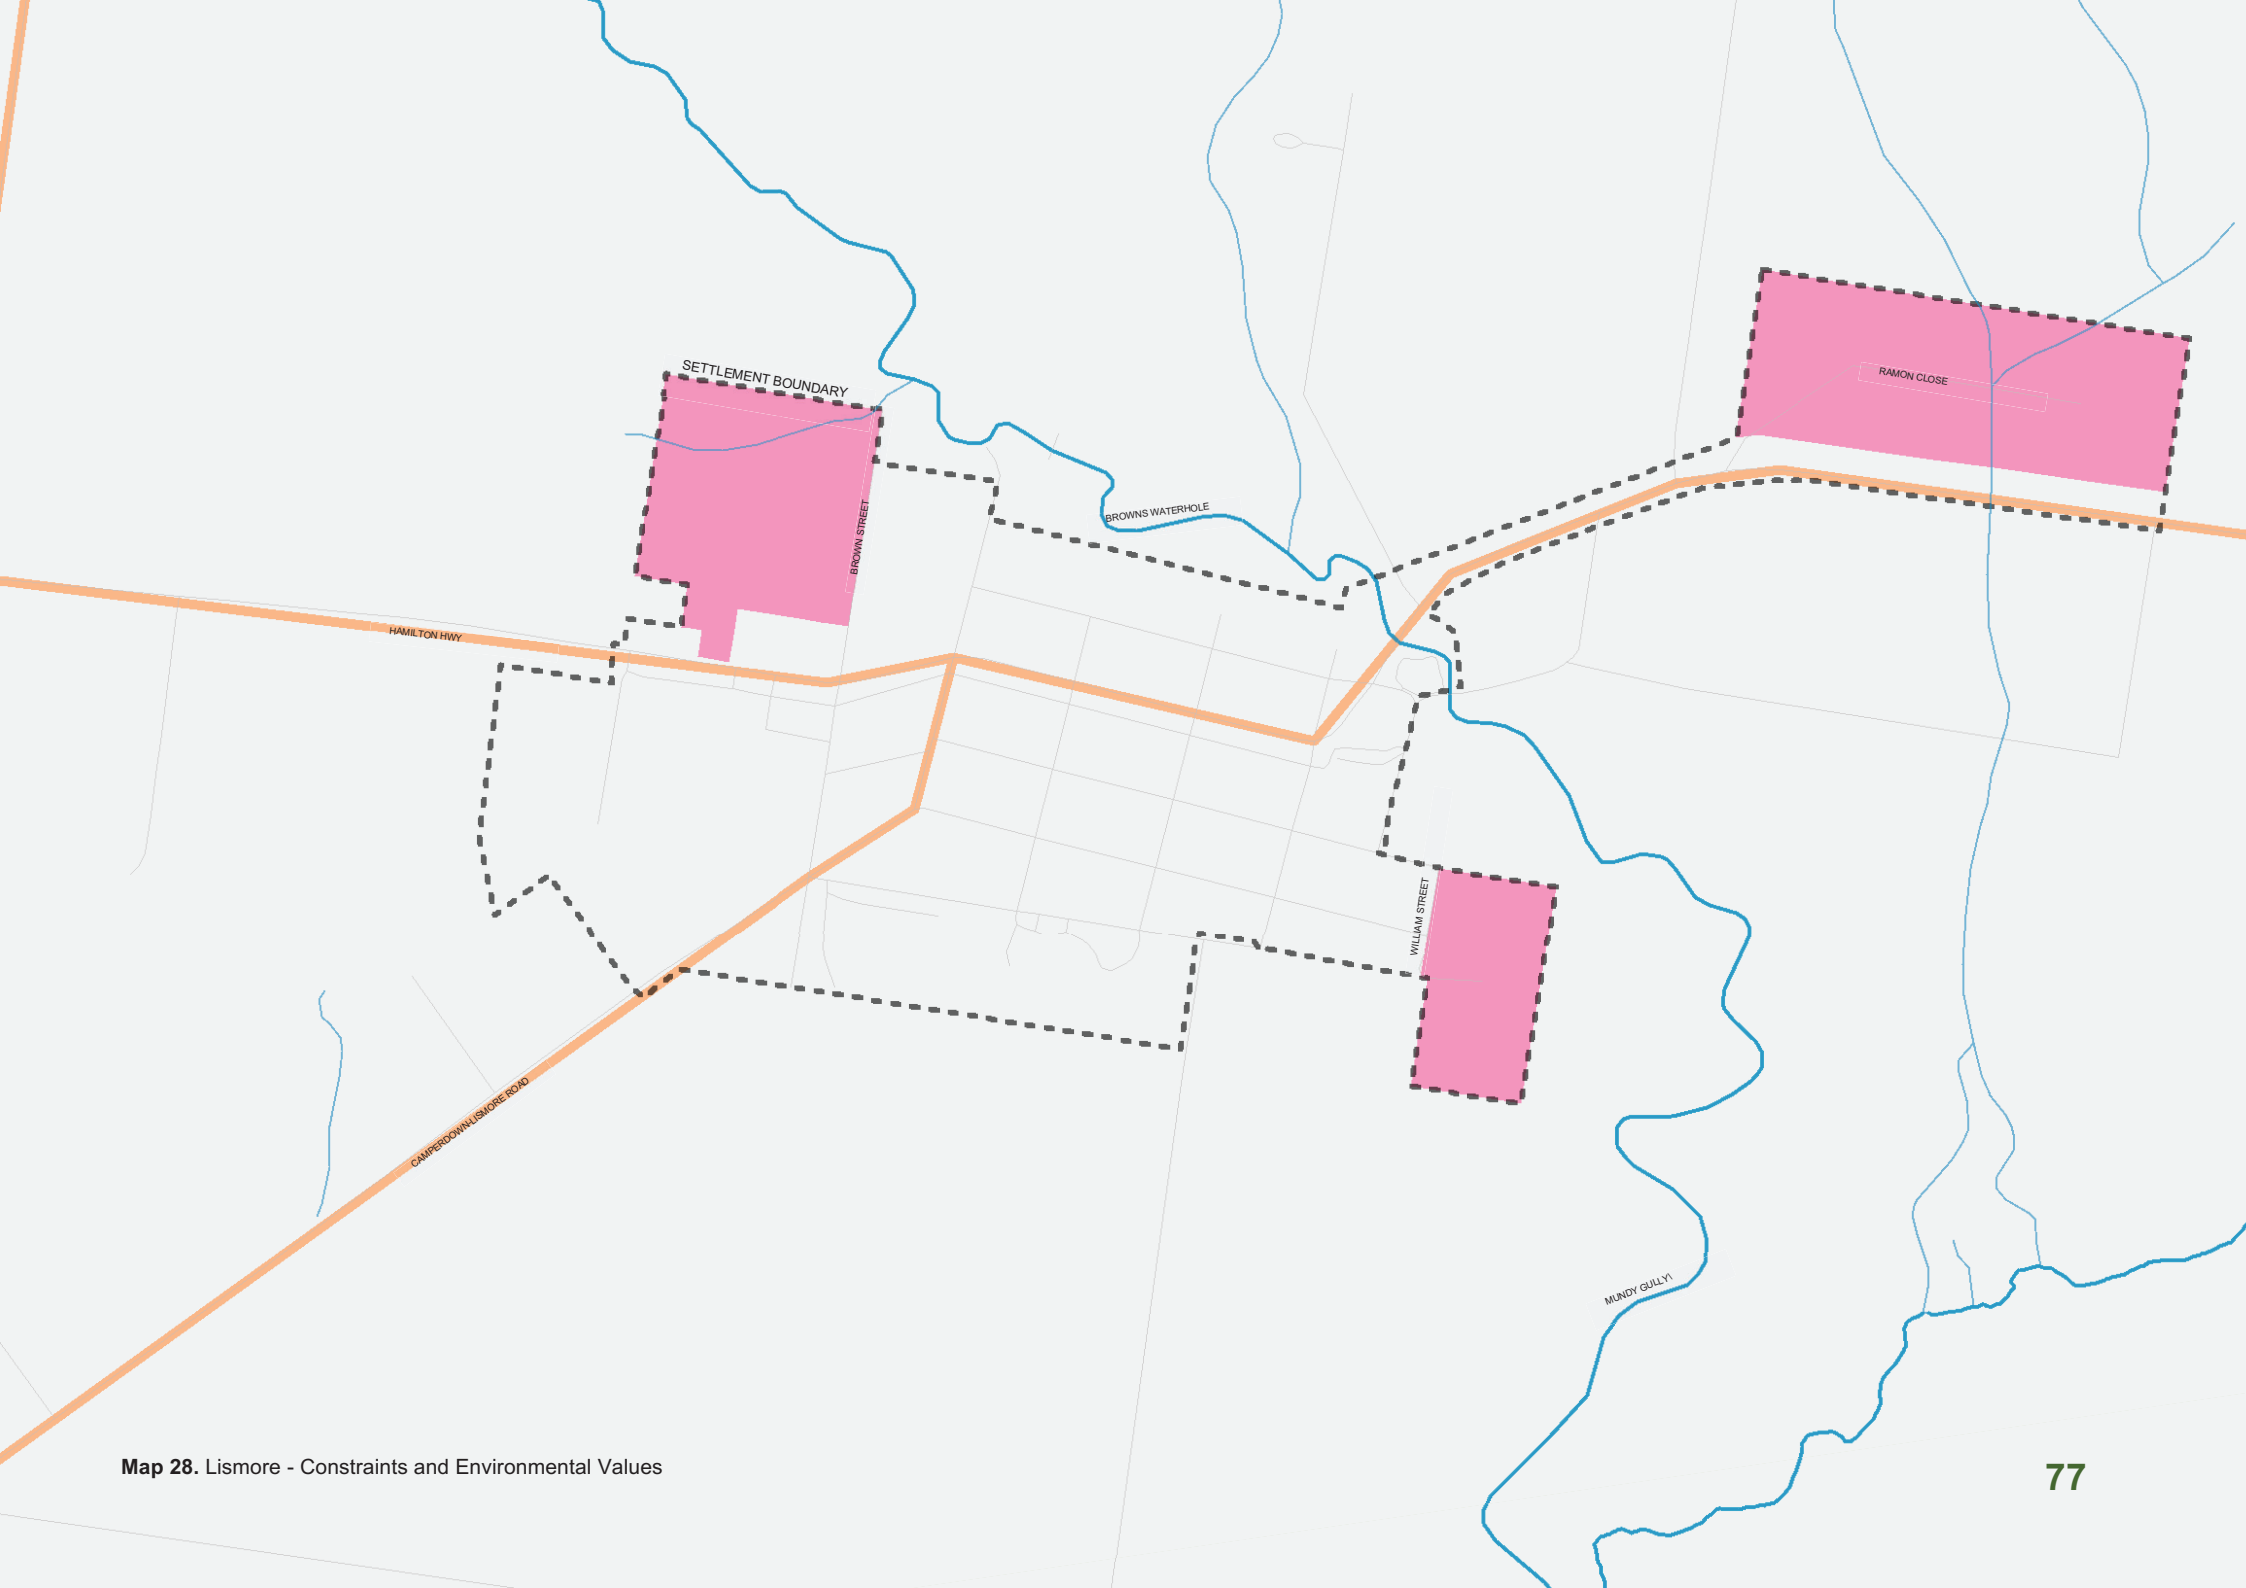 SETTLEMENT BOUNDARY
RAMON CLOSE
BROWNS WATERHOLE
BROWN STREET
HAMILTON HWY
WILLIAM STREET
CAMPERDOWN-LISMORE ROAD
MUNDY GULLY\
Map 28. Lismore - Constraints and Environmental Values
77